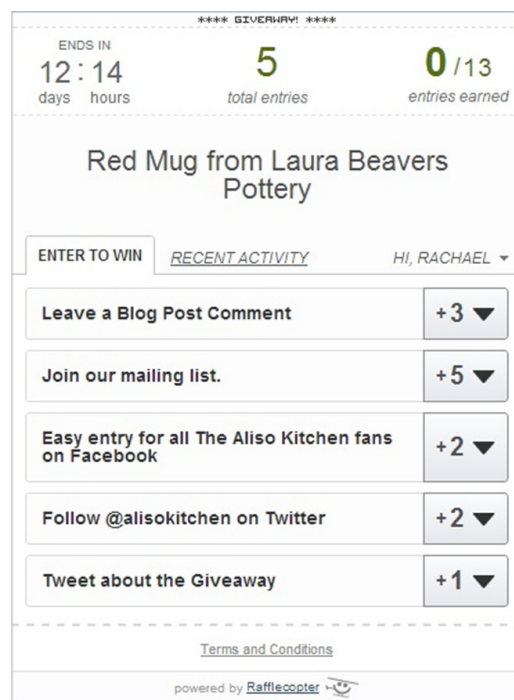 **** GIVEAWAY! ****
ENDS IN
12 : 14
days hours
5
total entries
0 /13
entries earned
Red Mug from Laura Beavers
Pottery
ENTER TO WIN
RECENT ACTIVITY
HI, RACHAEL
Leave a Blog Post Comment
+3
Join our mailing list.
+5
Easy entry for all The Aliso Kitchen fans
on Facebook
+2
Follow @alisokitchen on Twitter
+2
Tweet about the Giveaway
+1
Terms and Conditions
powered by Rafflecopter